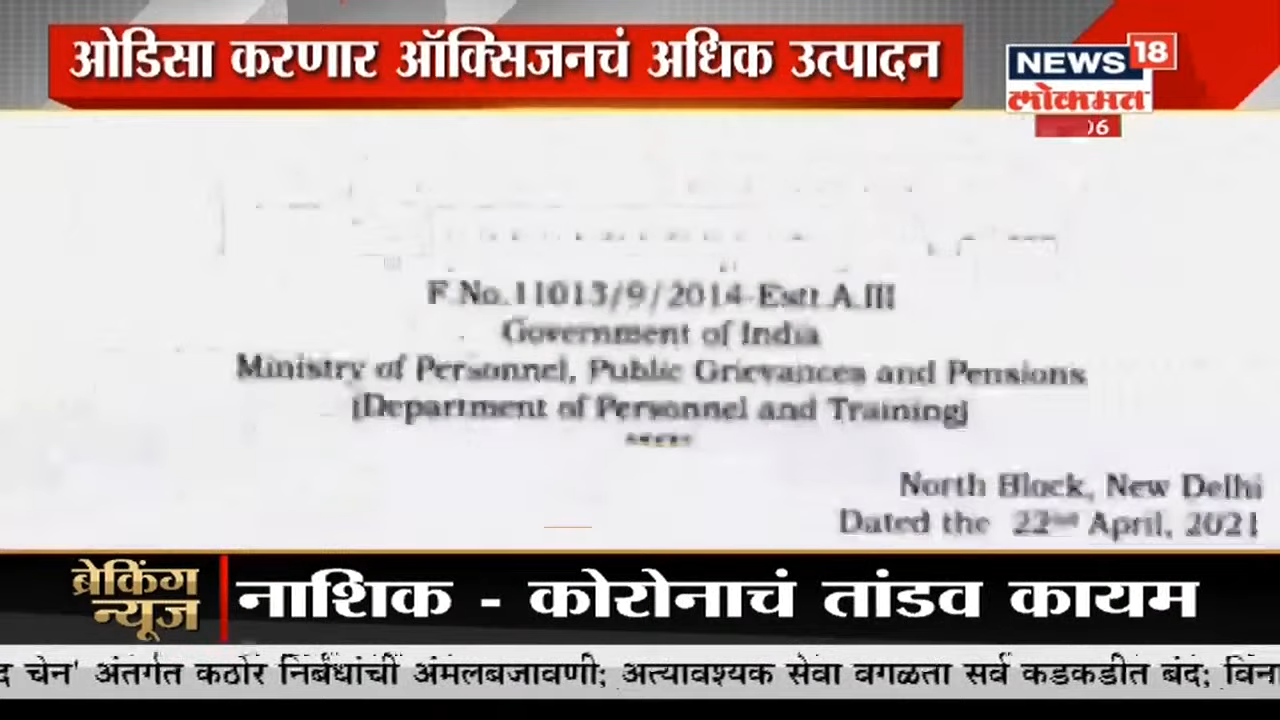 ओडिसा करणार ऑक्सिजनचं अधिक उत्पादन
NEWS 18
लोकमत
06
F.No.11013/9/2014-Estt.A.III
Government of India
Ministry of Personnel, Public Grievances and Pensions
(Department of Personnel and Training)
North Block, New Delhi
Dated the 22nd April, 2021
ब्रेकिंग
न्यूज
नाशिक - कोरोनाचं तांडव कायम
चेन' अंतर्गत कठोर निर्बंधांची अंमलबजावणी; अत्यावश्यक सेवा वगळता सर्व कडकडीत बंद;